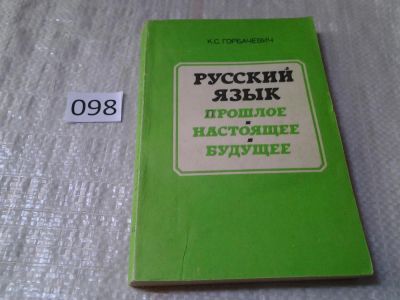 098
К.С. ГОРБАЧЕВИЧ
РУССКИЙ
ЯЗЫК
ПРОШЛОЕ
НАСТОЯЩЕЕ
БУДУЩЕЕ